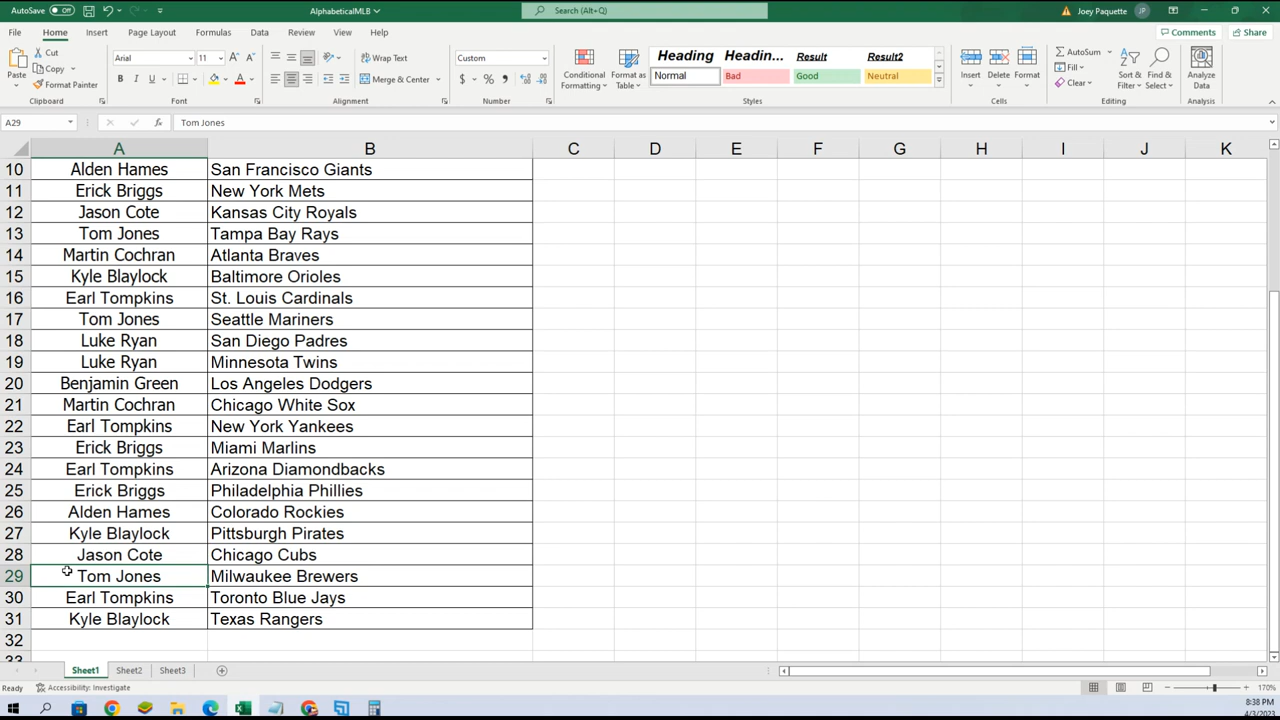 AutoSave Off AlphabeticalMLB Search (Alt+Q) Joey Paquette JP
File Home Insert Page Layout Formulas Data Review View Help Comments Share
Paste Cut Copy Format Painter Clipboard
Arial 11 A A B I U A Font
Wrap Text Merge & Center Alignment
Custom $ % , Number
Conditional Formatting Format as Table Heading Headin... Result Result2
Normal Bad Good Neutral Styles
Insert Delete Format Cells
AutoSum Fill Clear Sort & Filter Find & Select Editing
Analyze Data Analysis
A29 fx Tom Jones
A B C D E F G H I J K
10 Alden Hames San Francisco Giants
11 Erick Briggs New York Mets
12 Jason Cote Kansas City Royals
13 Tom Jones Tampa Bay Rays
14 Martin Cochran Atlanta Braves
15 Kyle Blaylock Baltimore Orioles
16 Earl Tompkins St. Louis Cardinals
17 Tom Jones Seattle Mariners
18 Luke Ryan San Diego Padres
19 Luke Ryan Minnesota Twins
20 Benjamin Green Los Angeles Dodgers
21 Martin Cochran Chicago White Sox
22 Earl Tompkins New York Yankees
23 Erick Briggs Miami Marlins
24 Earl Tompkins Arizona Diamondbacks
25 Erick Briggs Philadelphia Phillies
26 Alden Hames Colorado Rockies
27 Kyle Blaylock Pittsburgh Pirates
28 Jason Cote Chicago Cubs
29 Tom Jones Milwaukee Brewers
30 Earl Tompkins Toronto Blue Jays
31 Kyle Blaylock Texas Rangers
32
33
Sheet1 Sheet2 Sheet3
Ready Accessibility: Investigate 170%
8:38 PM
4/3/2023